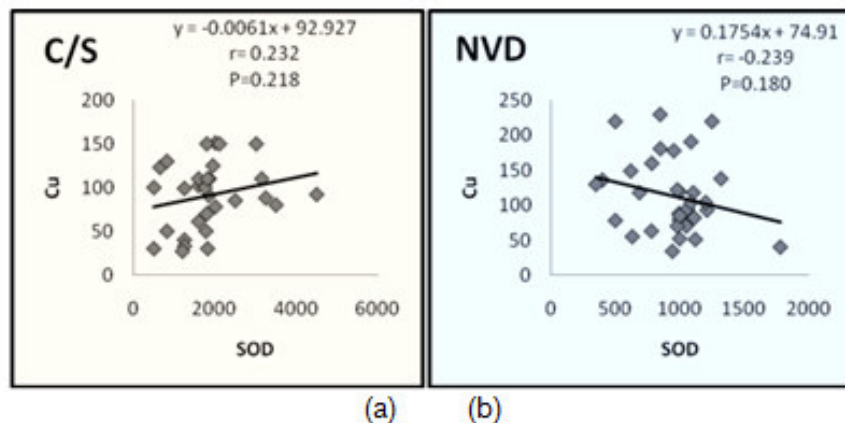 C/S
y = -0.0061x + 92.927
r= 0.232
P=0.218
200
150
100
50
0
Cu
0 2000 4000 6000
SOD
NVD
y = 0.1754x + 74.91
r= -0.239
P=0.180
250
200
150
100
50
0
Cu
0 500 1000 1500 2000
SOD
(a) (b)